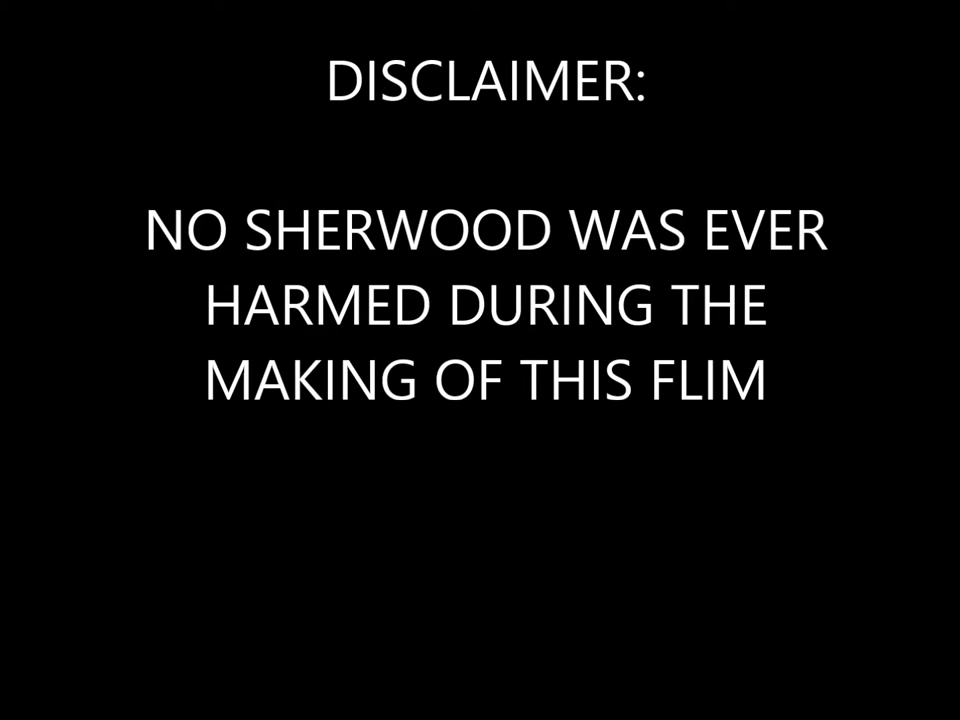 DISCLAIMER:
NO SHERWOOD WAS EVER
HARMED DURING THE
MAKING OF THIS FLIM